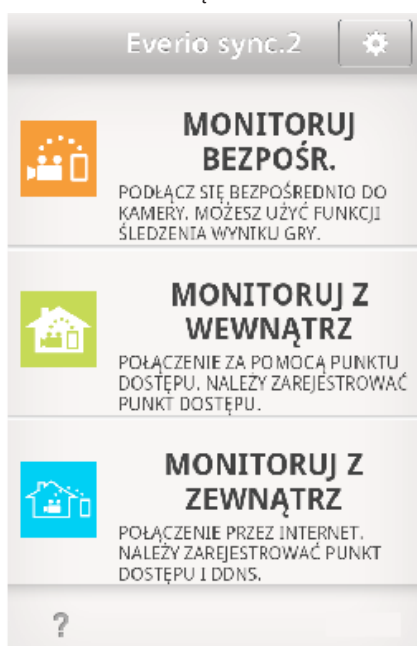 Everio sync.2
MONITORUJ
BEZPOŚR.
PODŁĄCZ SIĘ BEZPOŚREDNIO DO
KAMERY. MOŻESZ UŻYĆ FUNKCJI
ŚLEDZENIA WYNIKU GRY.
MONITORUJ Z
WEWNĄTRZ
POŁĄCZENIE ZA POMOCĄ PUNKTU
DOSTĘPU. NALEŻY ZAREJESTROWAĆ
PUNKT DOSTĘPU.
MONITORUJ Z
ZEWNĄTRZ
POŁĄCZENIE PRZEZ INTERNET.
NALEŻY ZAREJESTROWAĆ PUNKT
DOSTĘPU I DDNS.
?